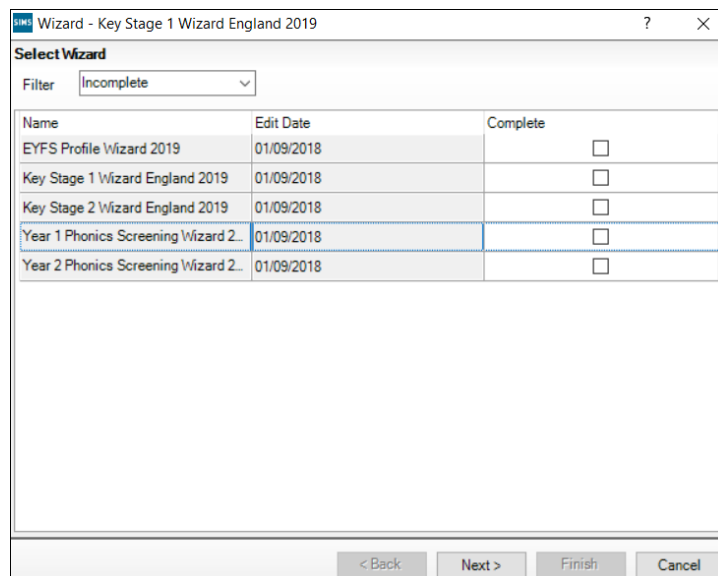 SIMS Wizard - Key Stage 1 Wizard England 2019 ?
Select Wizard
Filter Incomplete
Name Edit Date Complete
EYFS Profile Wizard 2019 01/09/2018
Key Stage 1 Wizard England 2019 01/09/2018
Key Stage 2 Wizard England 2019 01/09/2018
Year 1 Phonics Screening Wizard 2... 01/09/2018
Year 2 Phonics Screening Wizard 2... 01/09/2018
< Back Next > Finish Cancel